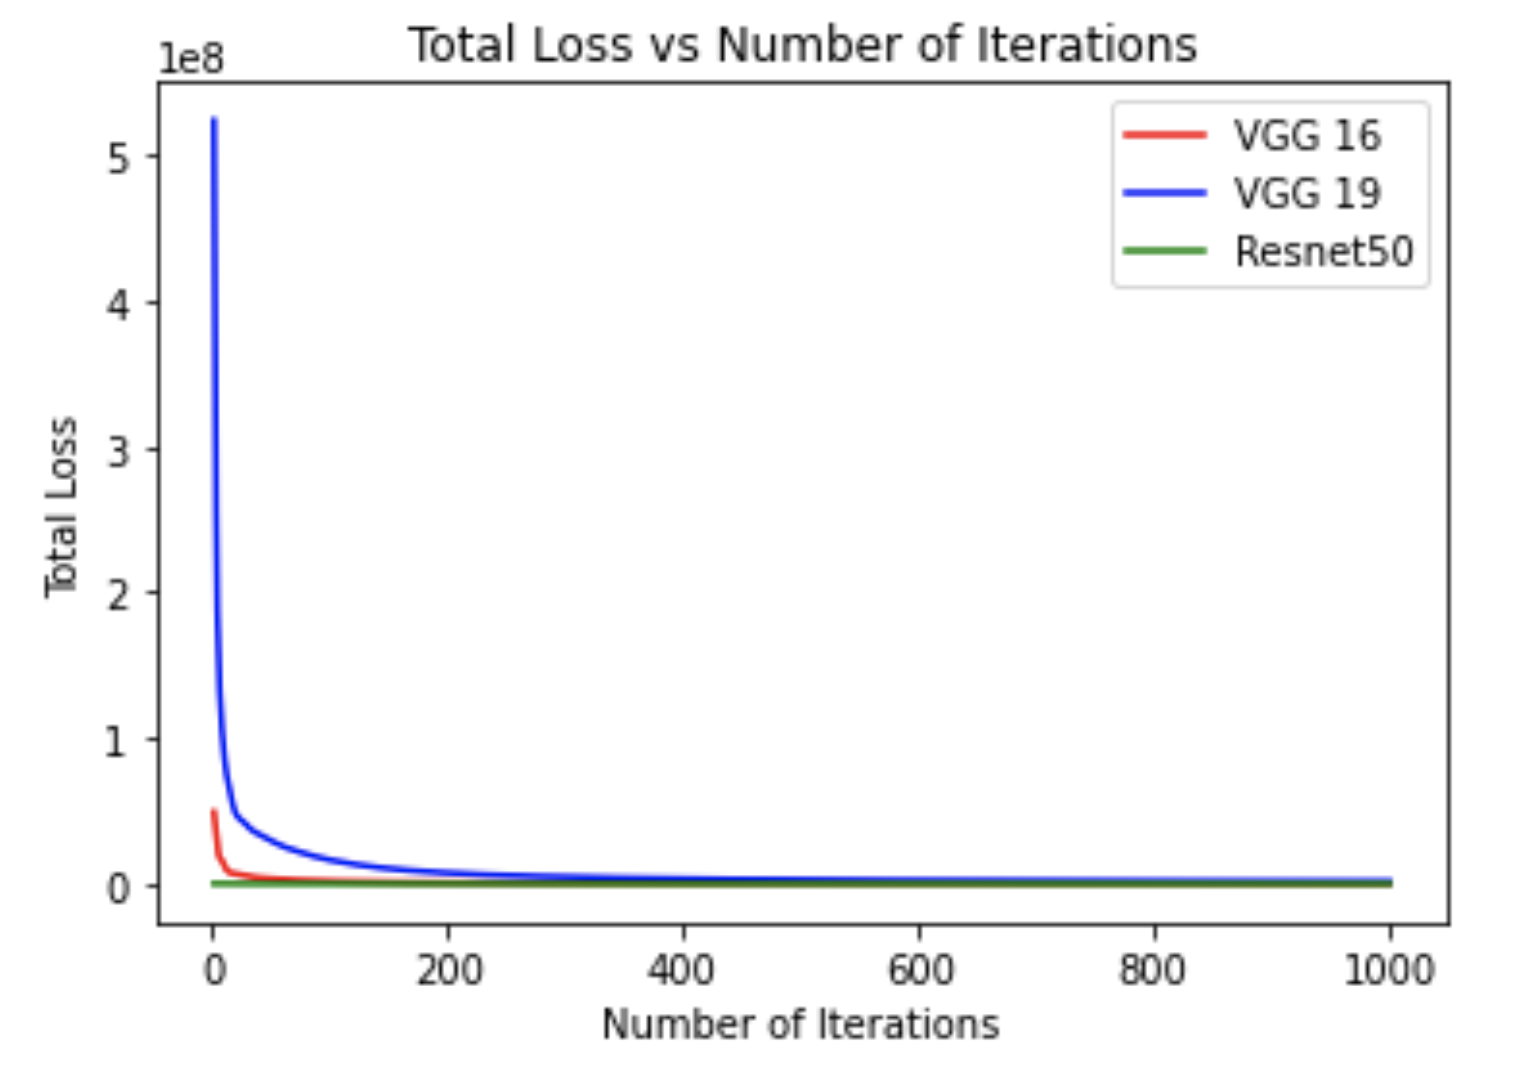 Total Loss vs Number of Iterations
1e8
5
4
3
2
1
0
Total Loss
0 200 400 600 800 1000
Number of Iterations
VGG 16
VGG 19
Resnet50